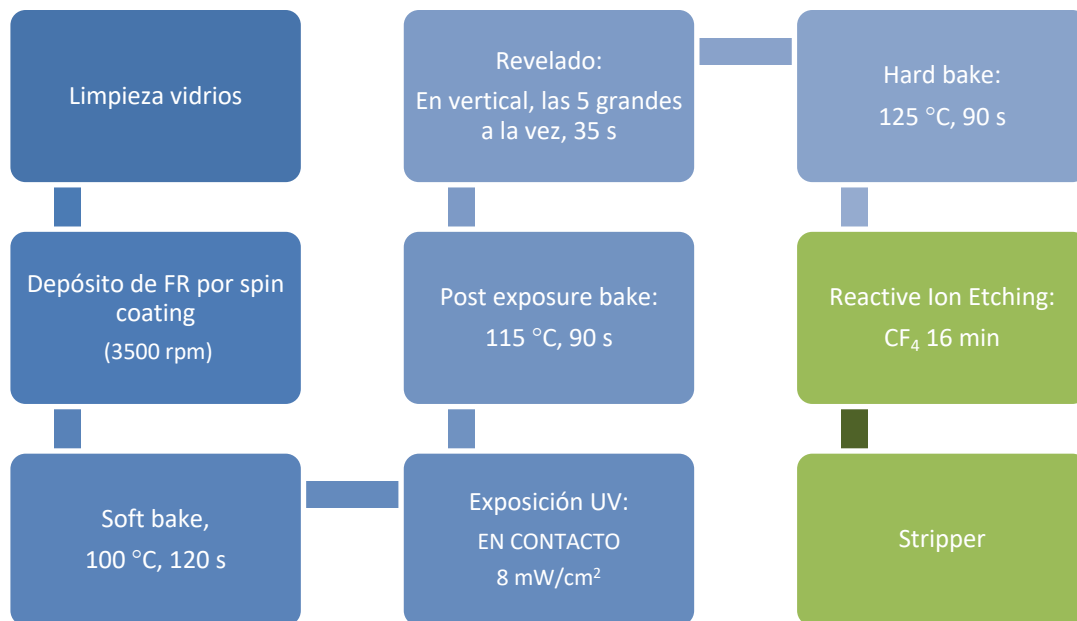 Limpieza vidrios
Depósito de FR por spin
coating
(3500 rpm)
Soft bake,
100 °C, 120 s
Exposición UV:
EN CONTACTO
8 mW/cm²
Post exposure bake:
115 °C, 90 s
Revelado:
En vertical, las 5 grandes
a la vez, 35 s
Hard bake:
125 °C, 90 s
Reactive Ion Etching:
CF₄ 16 min
Stripper